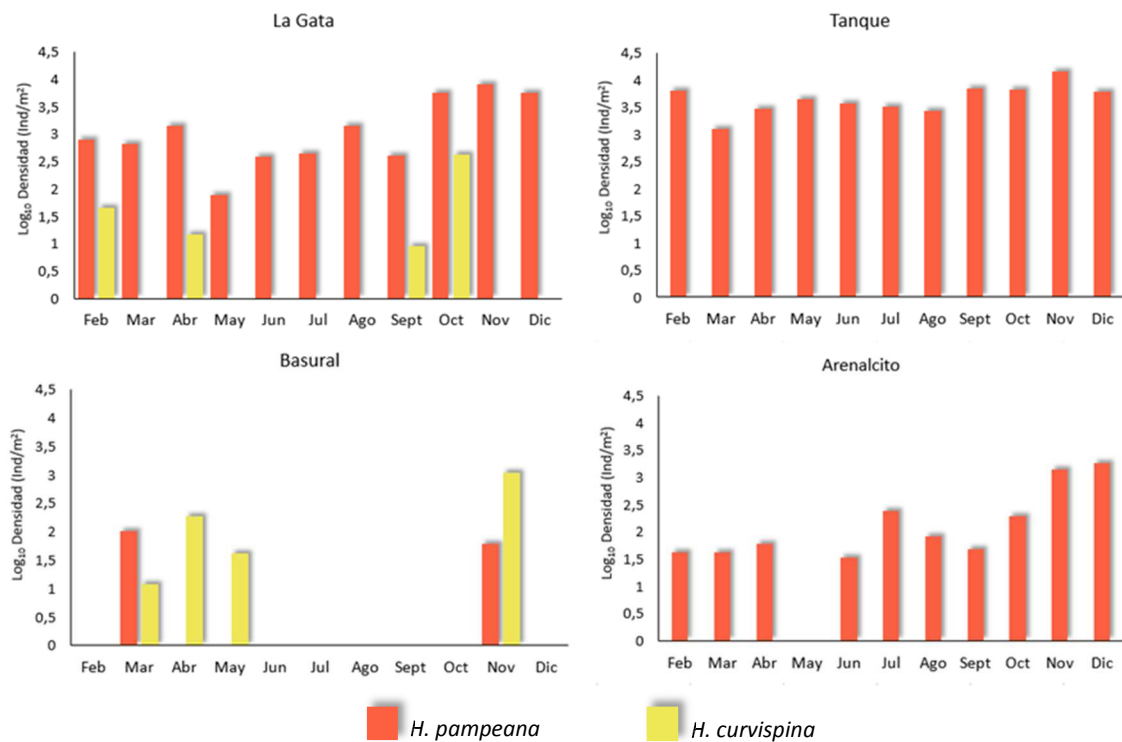 La Gata
Log₁₀ Densidad (Ind/m²)
4,5
4
3,5
3
2,5
2
1,5
1
0,5
0
Feb Mar Abr May Jun Jul Ago Sept Oct Nov Dic
Tanque
Log₁₀ Densidad (Ind/m²)
4,5
4
3,5
3
2,5
2
1,5
1
0,5
0
Feb Mar Abr May Jun Jul Ago Sept Oct Nov Dic
Basural
Log₁₀ Densidad (Ind/m²)
4,5
4
3,5
3
2,5
2
1,5
1
0,5
0
Feb Mar Abr May Jun Jul Ago Sept Oct Nov Dic
Arenalcito
Log₁₀ Densidad (Ind/m²)
4,5
4
3,5
3
2,5
2
1,5
1
0,5
0
Feb Mar Abr May Jun Jul Ago Sept Oct Nov Dic
H. pampeana
H. curvispina